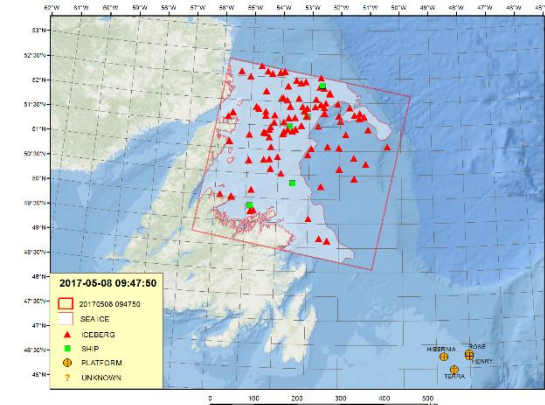 62°W 61°W 60°W 59°W 58°W 57°W 56°W 55°W 54°W 53°W 52°W 51°W 50°W 49°W 48°W 47°W 46°W 45°W
53°N
52°30'N
52°N
51°30'N
51°N
50°30'N
50°N
49°30'N
49°N
48°30'N
48°N
47°30'N
47°N
46°30'N
46°N
2017-05-08 09:47:50
20170508 094750
SEA ICE
ICEBERG
SHIP
PLATFORM
? UNKNOWN
HIBERNIA
ROSE
HENRY
TERRA
0 100 200 300 400 500